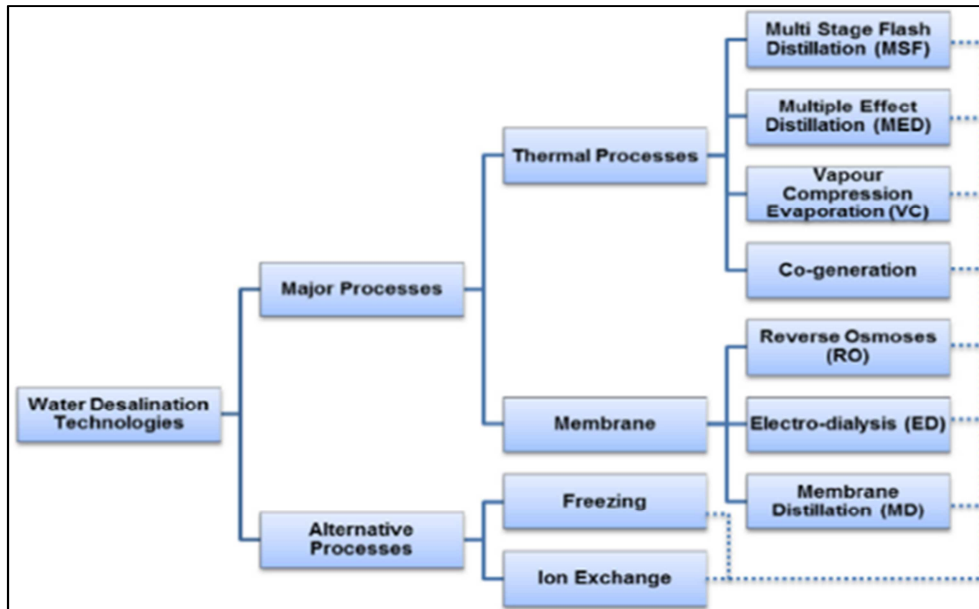 Water Desalination
Technologies
Major Processes
Alternative
Processes
Thermal Processes
Membrane
Freezing
Ion Exchange
Multi Stage Flash
Distillation (MSF)
Multiple Effect
Distillation (MED)
Vapour
Compression
Evaporation (VC)
Co-generation
Reverse Osmoses
(RO)
Electro-dialysis (ED)
Membrane
Distillation (MD)